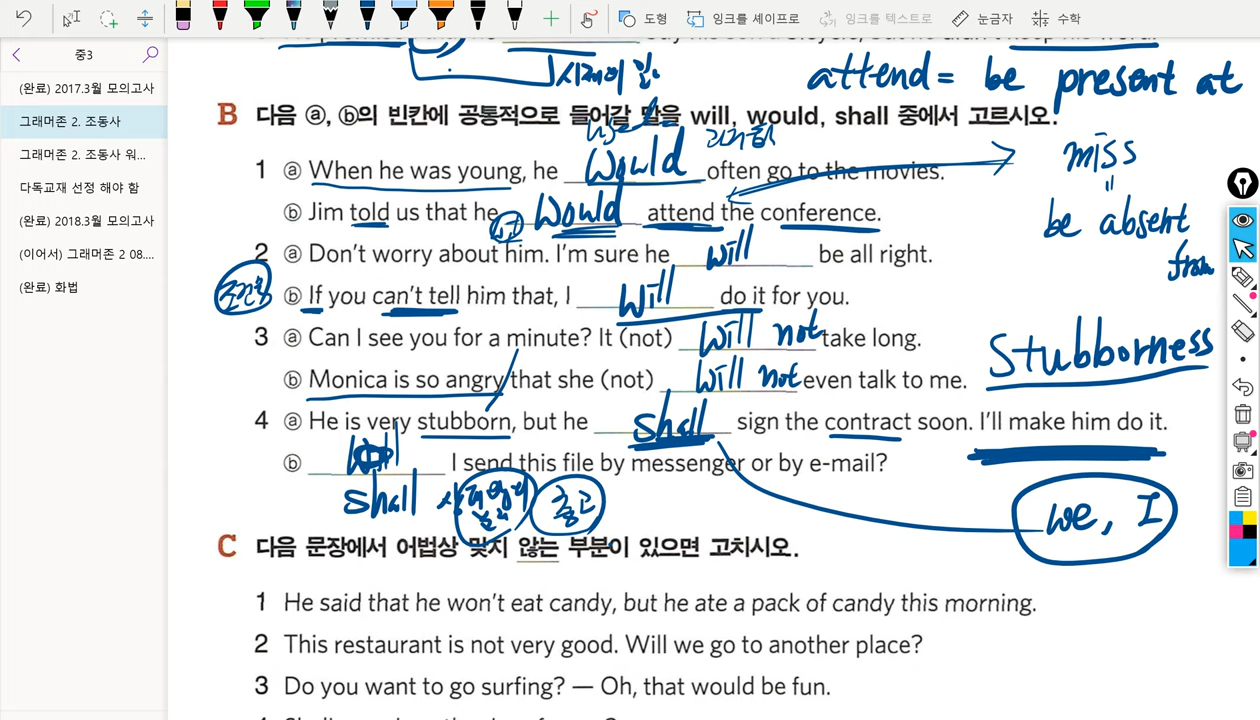 도형 잉크를 셰이프로 잉크를 텍스트로 눈금자 수학
중3
(완료) 2017.3월 모의고사
그래머존 2. 조동사
그래머존 2. 조동사 워...
다독교재 선정 해야 함
(완료) 2018.3월 모의고사
(이어서) 그래머존 2 08....
(완료) 화법
attend = be present at
B 다음 ⓐ, ⓑ의 빈칸에 공통적으로 들어갈 말을 will, would, shall 중에서 고르시오.
1 ⓐ When he was young, he would often go to the movies.
miss
=
be absent
from
ⓑ Jim told us that he would attend the conference.
2 ⓐ Don't worry about him. I'm sure he will be all right.
ⓑ If you can't tell him that, I will do it for you.
3 ⓐ Can I see you for a minute? It (not) will not take long.
Stubborness
ⓑ Monica is so angry that she (not) will not even talk to me.
4 ⓐ He is very stubborn, but he shall sign the contract soon. I'll make him do it.
ⓑ I send this file by messenger or by e-mail?
shall
we, I
C 다음 문장에서 어법상 맞지 않는 부분이 있으면 고치시오.
1 He said that he won't eat candy, but he ate a pack of candy this morning.
2 This restaurant is not very good. Will we go to another place?
3 Do you want to go surfing? — Oh, that would be fun.